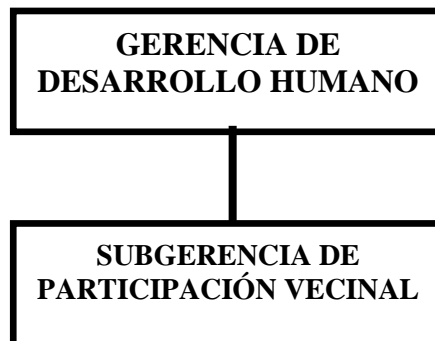 GERENCIA DE
DESARROLLO HUMANO
SUBGERENCIA DE
PARTICIPACIÓN VECINAL